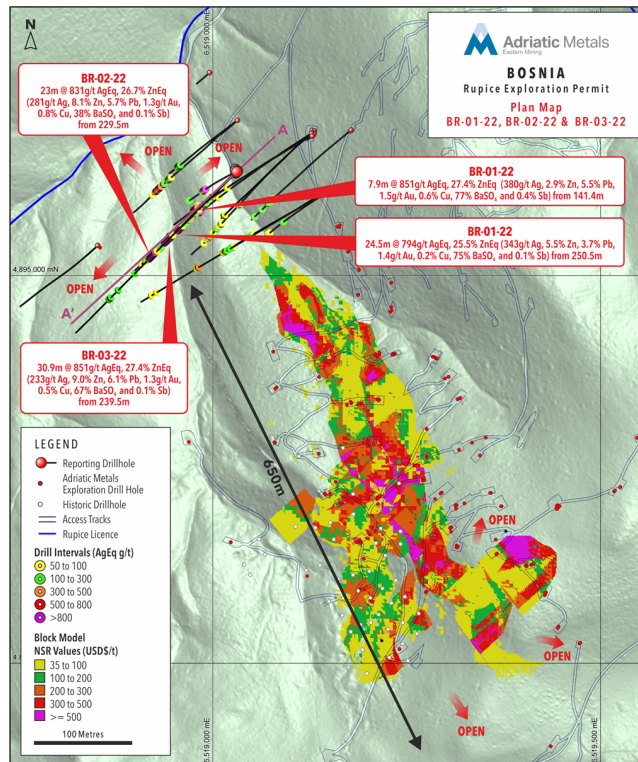 N
6,519,000 mE
Adriatic Metals
Eastern Mining
BOSNIA
Rupice Exploration Permit
Plan Map
BR-01-22, BR-02-22 & BR-03-22
BR-02-22
23m @ 831g/t AgEq, 26.7% ZnEq
(281g/t Ag, 8.1% Zn, 5.7% Pb, 1.3g/t Au,
0.8% Cu, 38% BaSO₄ and 0.1% Sb)
from 229.5m
A
OPEN
OPEN
BR-01-22
7.9m @ 851g/t AgEq, 27.4% ZnEq (380g/t Ag, 2.9% Zn, 5.5% Pb,
1.5g/t Au, 0.6% Cu, 77% BaSO₄ and 0.4% Sb) from 141.4m
BR-01-22
24.5m @ 794g/t AgEq, 25.5% ZnEq (343g/t Ag, 5.5% Zn, 3.7% Pb,
1.4g/t Au, 0.2% Cu, 75% BaSO₄ and 0.1% Sb) from 250.5m
4,895,000 mN
OPEN
A'
BR-03-22
30.9m @ 851g/t AgEq, 27.4% ZnEq
(233g/t Ag, 9.0% Zn, 6.1% Pb, 1.3g/t Au,
0.5% Cu, 67% BaSO₄ and 0.1% Sb)
from 239.5m
650m
OPEN
OPEN
OPEN
LEGEND
Reporting Drillhole
Adriatic Metals
Exploration Drill Hole
Historic Drillhole
Access Tracks
Rupice Licence
Drill Intervals (AgEq g/t)
50 to 100
100 to 300
300 to 500
500 to 800
>800
Block Model
NSR Values (USD$/t)
35 to 100
100 to 200
200 to 300
300 to 500
>= 500
100 Metres
6,519,000 mE
6,519,500 mE